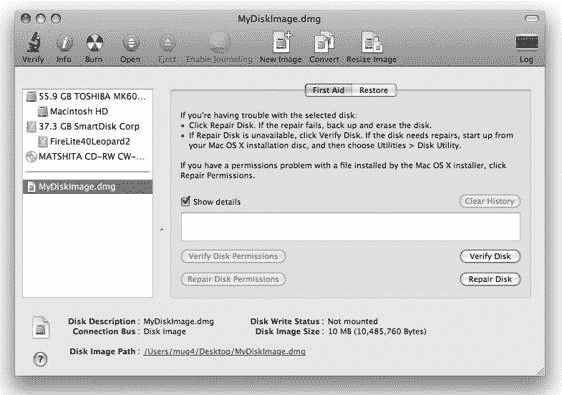 MyDiskImage.dmg
Verify Info Burn Open Eject Enable Journaling New Image Convert Resize Image Log
55.9 GB TOSHIBA MK60...
Macintosh HD
37.3 GB SmartDisk Corp
FireLite40Leopard2
MATSHITA CD-RW CW-...
MyDiskImage.dmg
First Aid Restore
If you're having trouble with the selected disk:
• Click Repair Disk. If the repair fails, back up and erase the disk.
• If Repair Disk is unavailable, click Verify Disk. If the disk needs repairs, start up from
your Mac OS X installation disc, and then choose Utilities > Disk Utility.
If you have a permissions problem with a file installed by the Mac OS X installer, click
Repair Permissions.
Show details Clear History
Verify Disk Permissions Verify Disk
Repair Disk Permissions Repair Disk
Disk Description : MyDiskImage.dmg Disk Write Status : Not mounted
Connection Bus : Disk Image Disk Image Size : 10 MB (10,485,760 Bytes)
Disk Image Path : /Users/mug4/Desktop/MyDiskImage.dmg
?